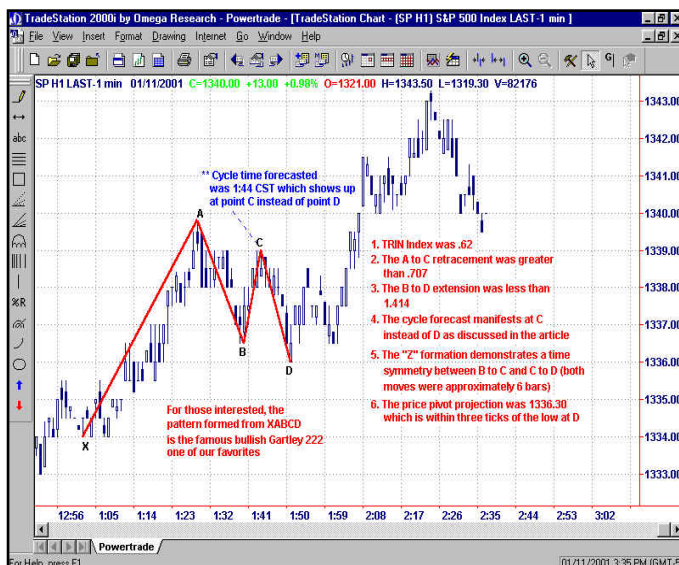 TradeStation 2000i by Omega Research - Powertrade - [TradeStation Chart - (SP H1) S&P 500 Index LAST-1 min ]
File View Insert Format Drawing Internet Go Window Help
SP H1 LAST-1 min 01/11/2001 C=1340.00 +13.00 +0.98% O=1321.00 H=1343.50 L=1319.30 V=82176
abc
%R
G
** Cycle time forecasted
was 1:44 CST which shows up
at point C instead of point D
A
C
B
D
X
1. TRIN Index was .62
2. The A to C retracement was greater
than .707
3. The B to D extension was less than
1.414
4. The cycle forecast manifests at C
instead of D as discussed in the article
5. The "Z" formation demonstrates a time
symmetry between B to C and C to D (both
moves were approximately 6 bars)
6. The price pivot projection was 1336.30
which is within three ticks of the low at D
For those interested, the
pattern formed from XABCD
is the famous bullish Gartley 222
one of our favorites
1343.00
1342.00
1341.00
1340.00
1339.00
1338.00
1337.00
1336.00
1335.00
1334.00
1333.00
12:56 1:05 1:14 1:23 1:32 1:41 1:50 1:59 2:08 2:17 2:26 2:35 2:44 2:53 3:02
Powertrade
For Help, press F1
01/11/2001 3:35 PM (GMT-5